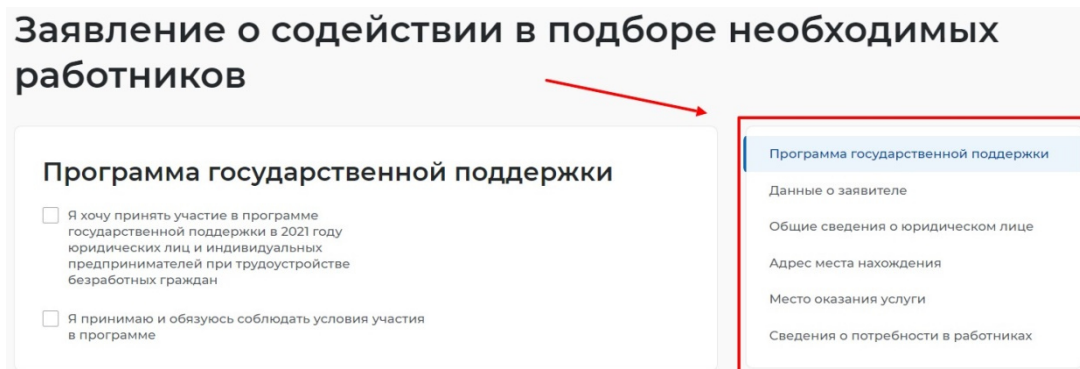 Заявление о содействии в подборе необходимых
работников
Программа государственной поддержки
Я хочу принять участие в программе
государственной поддержки в 2021 году
юридических лиц и индивидуальных
предпринимателей при трудоустройстве
безработных граждан
Я принимаю и обязуюсь соблюдать условия участия
в программе
Программа государственной поддержки
Данные о заявителе
Общие сведения о юридическом лице
Адрес места нахождения
Место оказания услуги
Сведения о потребности в работниках